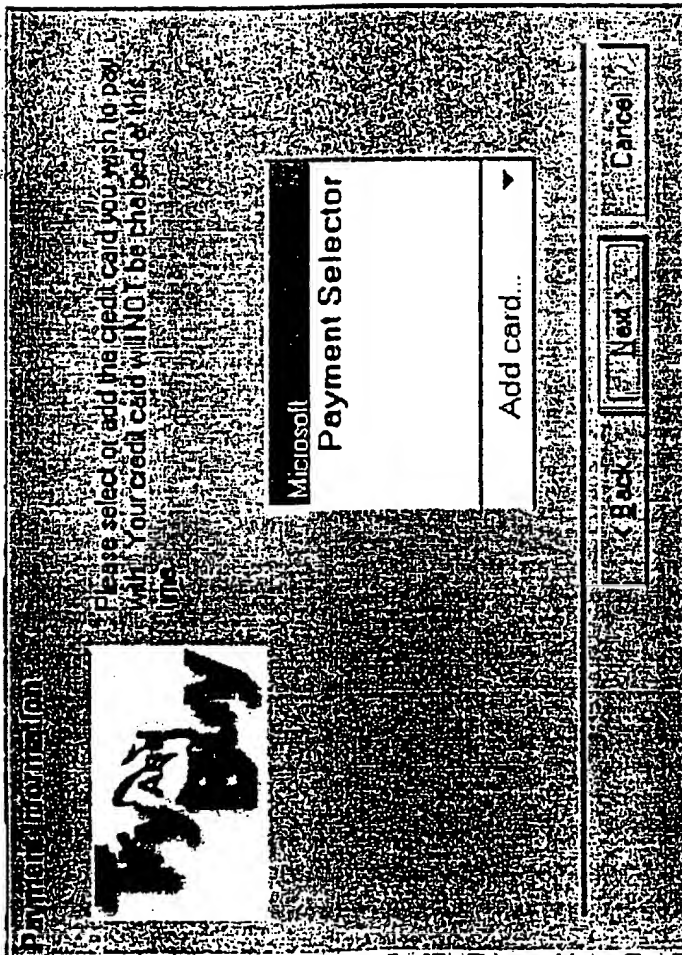 Payment Information
Please select or add the credit card you wish to pay
with. Your credit card will NOT be charged at this
time.
Microsoft
Payment Selector
Add card...
< Back
Next >
Cancel